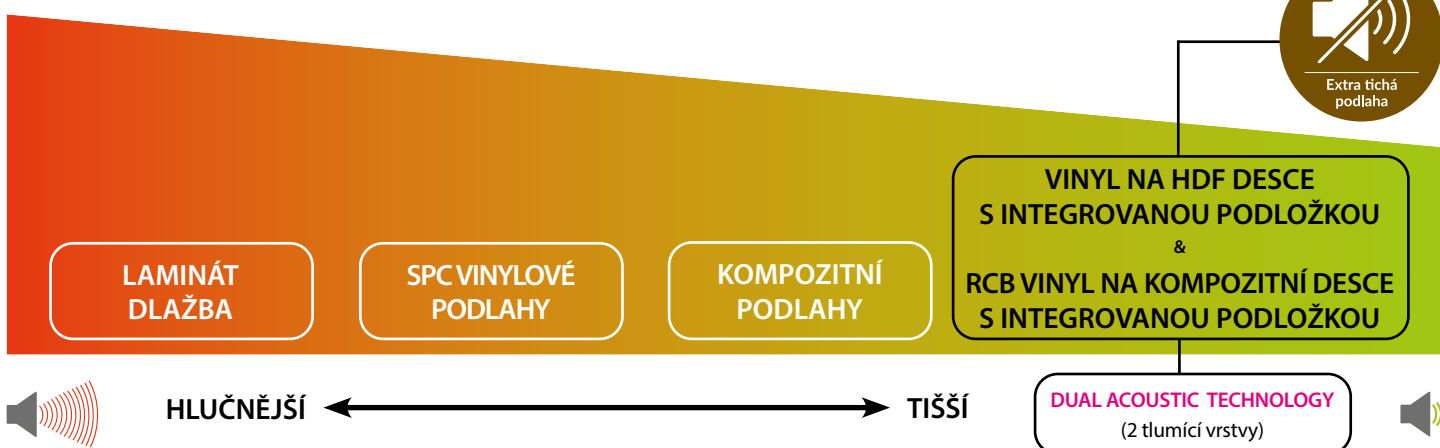 Extra tichá
podlaha
LAMINÁT
DLAŽBA
SPC VINYLOVÉ
PODLAHY
KOMPOZITNÍ
PODLAHY
VINYL NA HDF DESCE
S INTEGROVANOU PODLOŽKOU
&
RCB VINYL NA KOMPOZITNÍ DESCE
S INTEGROVANOU PODLOŽKOU
HLUČNĚJŠÍ
TIŠŠÍ
DUAL ACOUSTIC TECHNOLOGY
(2 tlumící vrstvy)